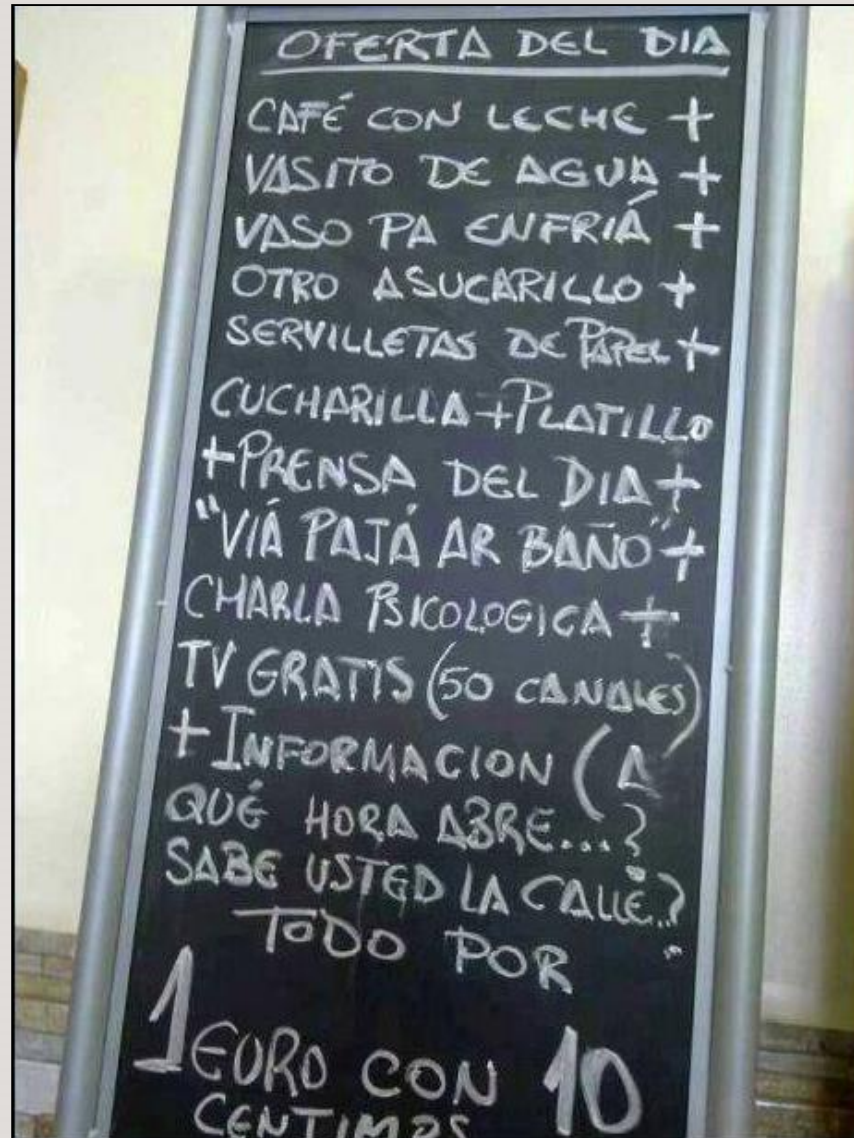 OFERTA DEL DIA
CAFÉ CON LECHE +
VASITO DE AGUA +
VASO PA ENFRIÁ +
OTRO ASUCARILLO +
SERVILLETAS DE PAPEL +
CUCHARILLA + PLATILLO
+ PRENSA DEL DIA +
"VIÁ PAJÁ AR BAÑO" +
CHARLA PSICOLOGICA +
TV GRATIS (50 CANALES)
+ INFORMACION (A
QUÉ HORA ABRE...?
SABE USTED LA CALLE..?
TODO POR
1 EURO CON 10
CENTIMOS